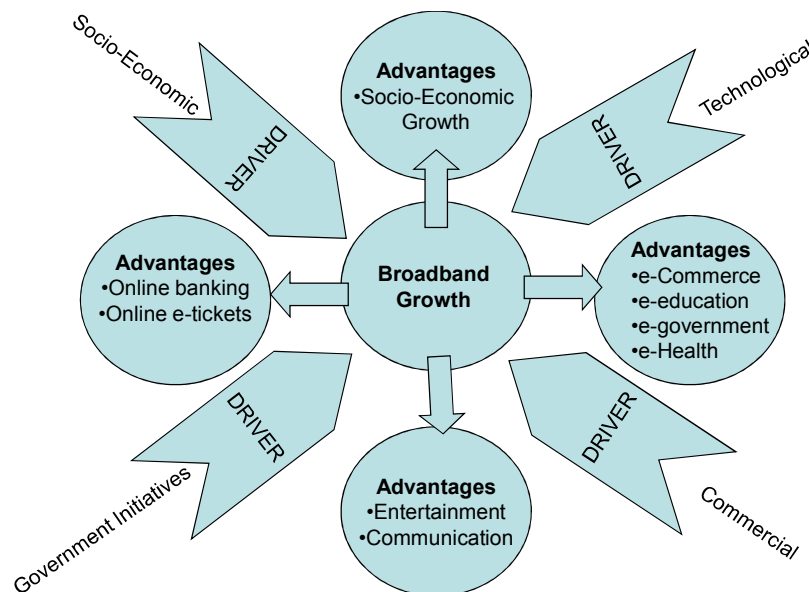 Socio-Economic
DRIVER
Advantages
•Socio-Economic
Growth
Technological
DRIVER
Advantages
•Online banking
•Online e-tickets
Broadband
Growth
Advantages
•e-Commerce
•e-education
•e-government
•e-Health
Government Initiatives
DRIVER
Advantages
•Entertainment
•Communication
DRIVER
Commercial